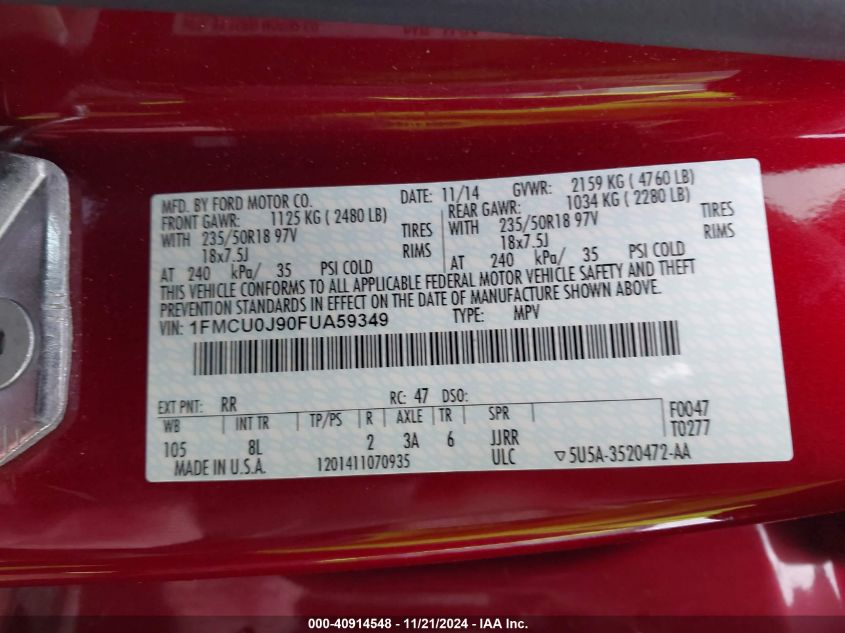 MFD. BY FORD MOTOR CO. DATE: 11/14 GVWR: 2159 KG ( 4760 LB)
FRONT GAWR: 1125 KG ( 2480 LB) REAR GAWR: 1034 KG ( 2280 LB)
WITH 235/50R18 97V TIRES WITH 235/50R18 97V TIRES
18x7.5J RIMS 18x7.5J RIMS
AT 240 kPa/ 35 PSI COLD AT 240 kPa/ 35 PSI COLD
THIS VEHICLE CONFORMS TO ALL APPLICABLE FEDERAL MOTOR VEHICLE SAFETY AND THEFT
PREVENTION STANDARDS IN EFFECT ON THE DATE OF MANUFACTURE SHOWN ABOVE.
VIN: 1FMCU0J90FUA59349 TYPE: MPV
EXT PNT: RR RC: 47 DSO:
WB INT TR TP/PS R AXLE TR SPR F0047
105 8L 2 3A 6 JJRR T0277
MADE IN U.S.A. 1201411070935 ULC ▽5U5A-3520472-AA
000-40914548 - 11/21/2024 - IAA Inc.